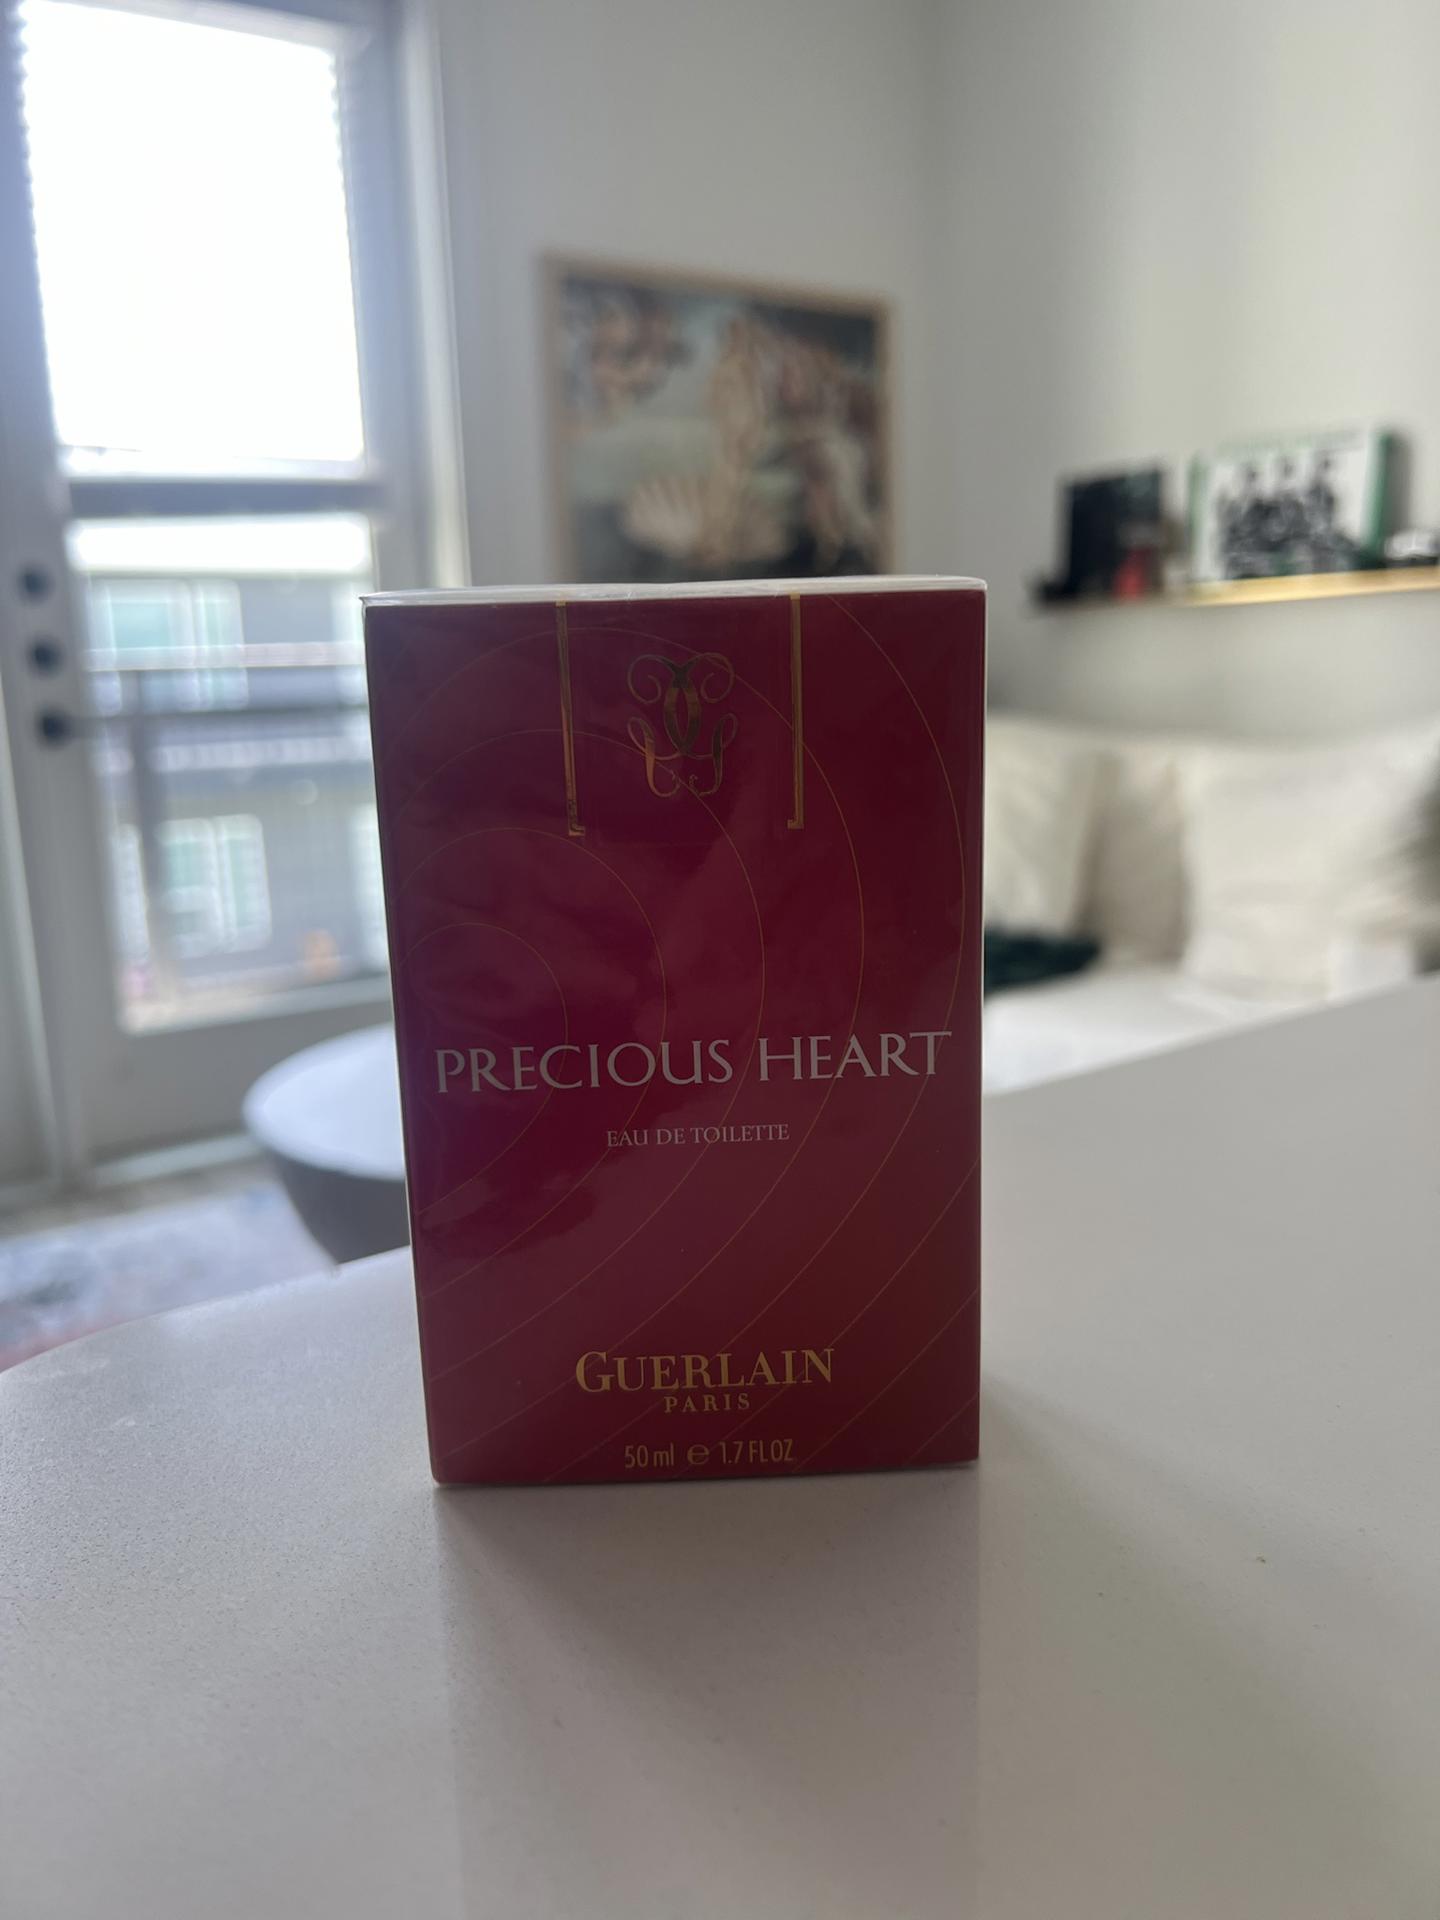 PRECIOUS HEART
EAU DE TOILETTE
GUERLAIN
PARIS
50 ml ℮ 1.7 FL OZ